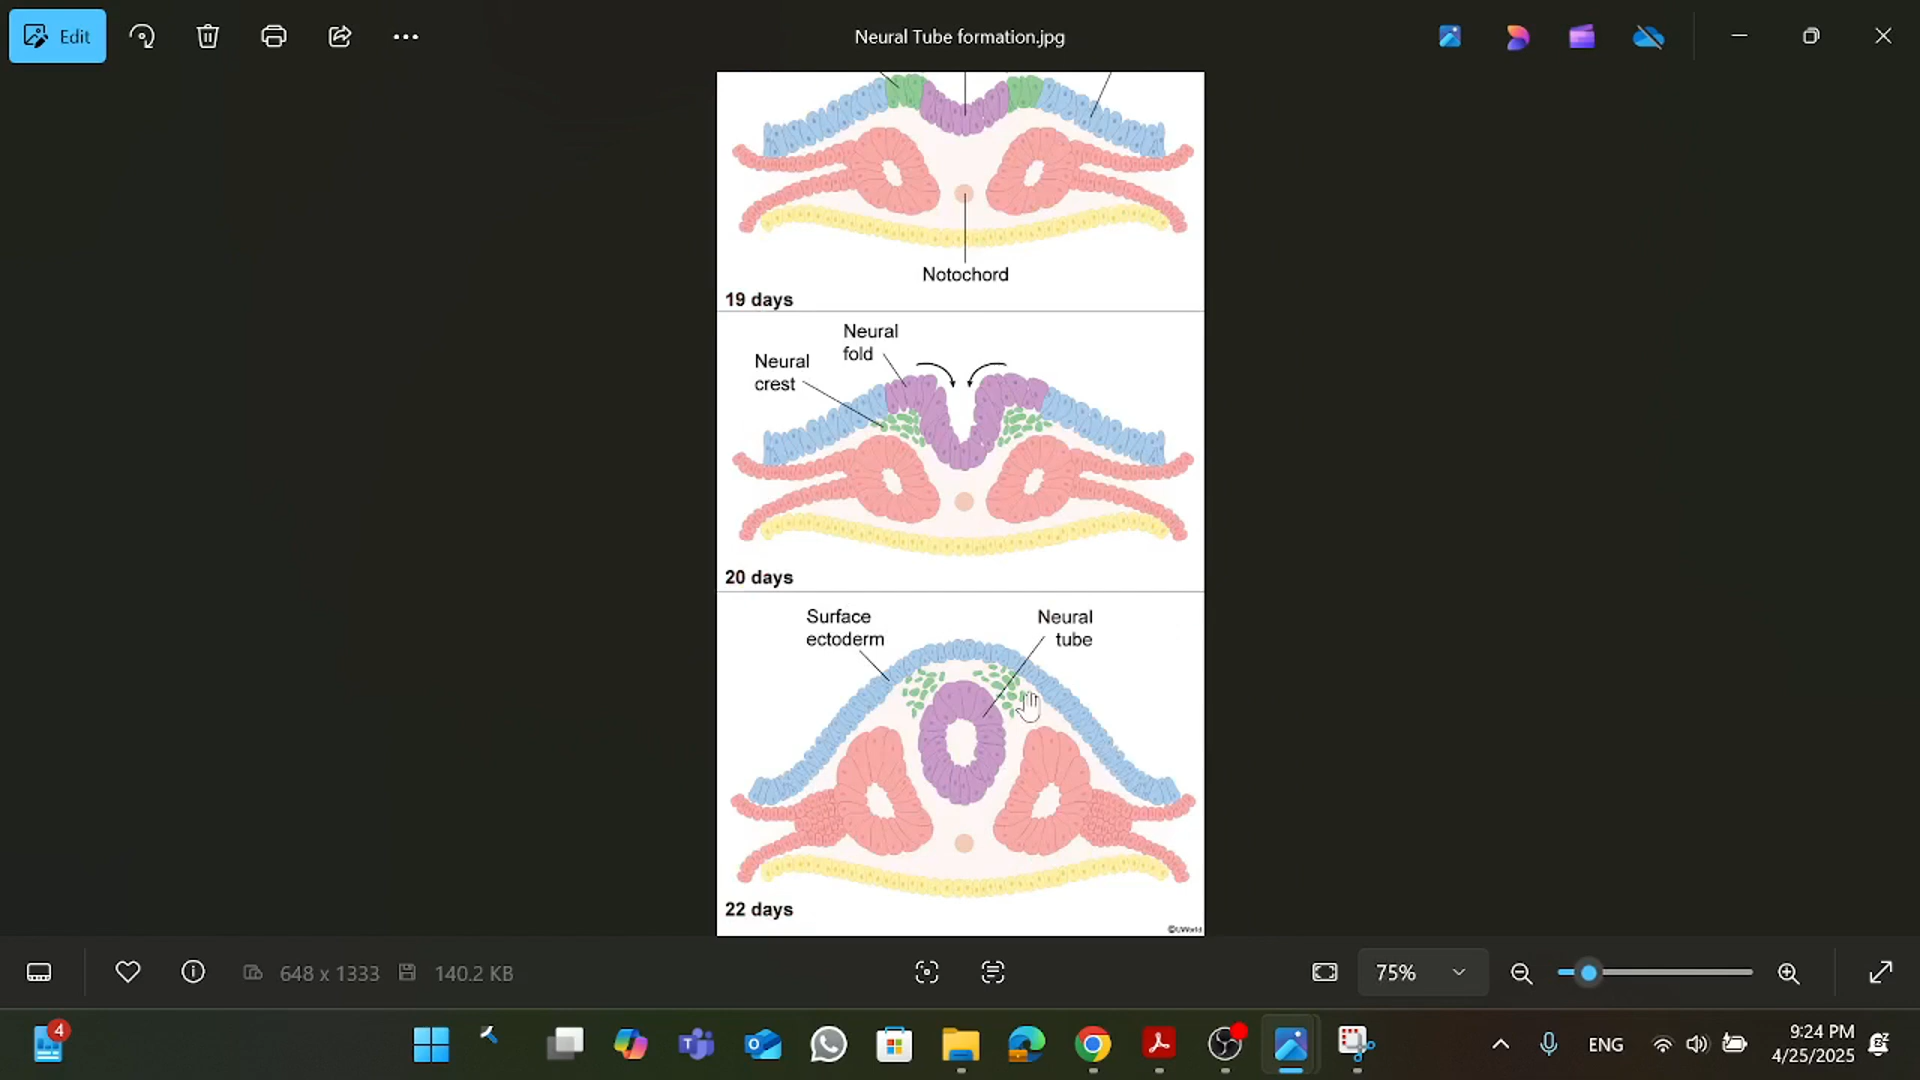 Edit
Neural Tube formation.jpg
Notochord
19 days
Neural
fold
Neural
crest
20 days
Surface
ectoderm
Neural
tube
22 days
©UWorld
648 x 1333
140.2 KB
75%
4
ENG
9:24 PM
4/25/2025